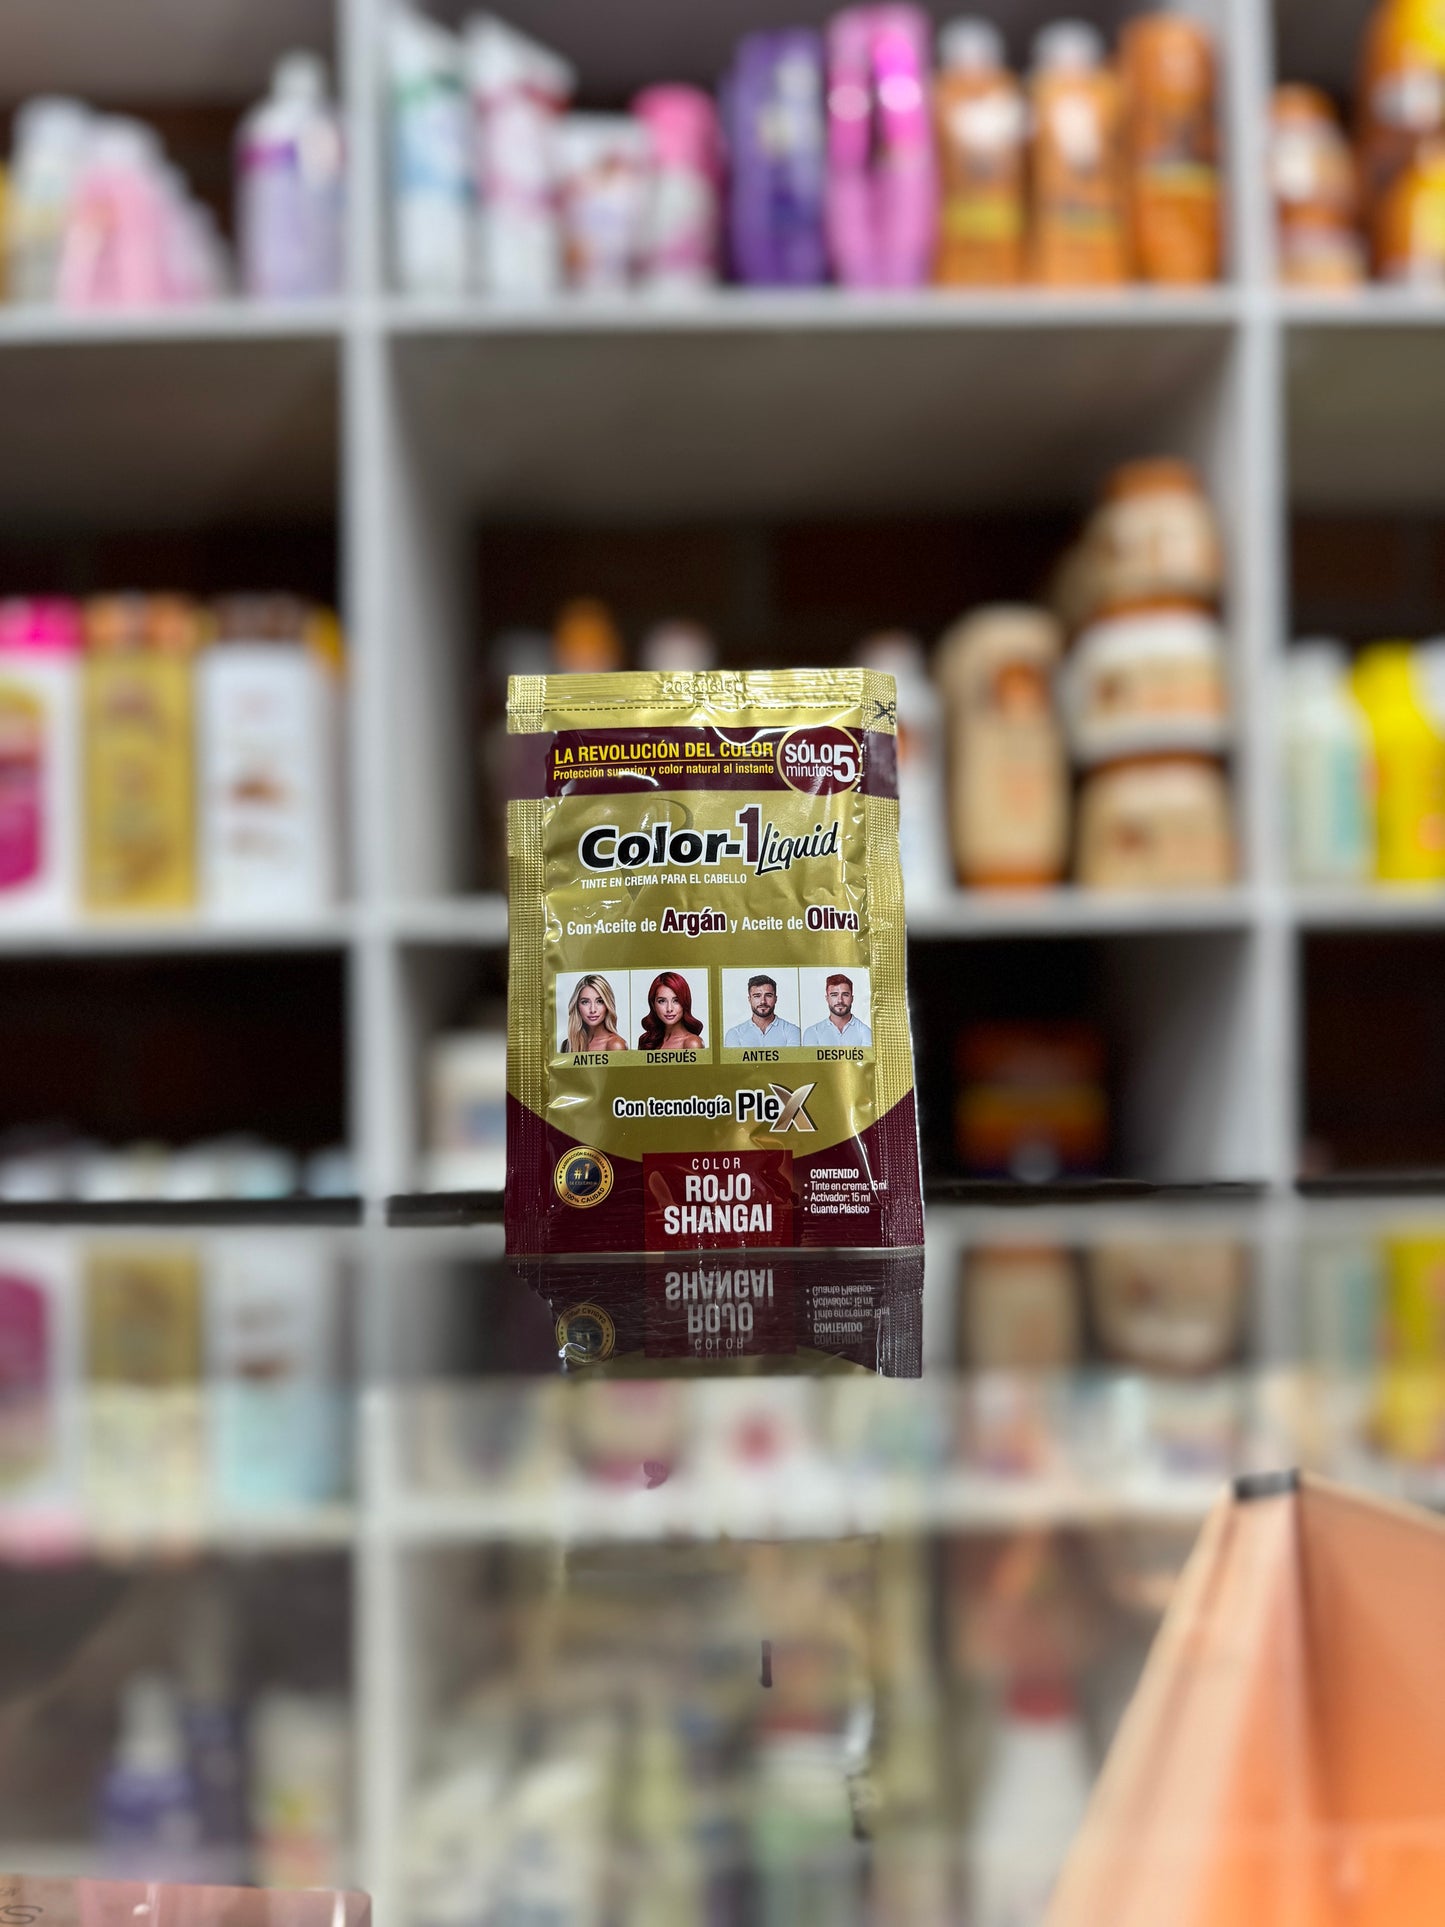 LA REVOLUCIÓN DEL COLOR
Protección superior y color natural al instante
SÓLO 5
minutos
Color-1 Liquid
TINTE EN CREMA PARA EL CABELLO
Con Aceite de Argán y Aceite de Oliva
ANTES DESPUÉS ANTES DESPUÉS
Con tecnología PleX
#1
100% CALIDAD
COLOR
ROJO
SHANGAI
CONTENIDO
• Tinte en crema: 15 ml
• Activador: 15 ml
• Guante Plástico